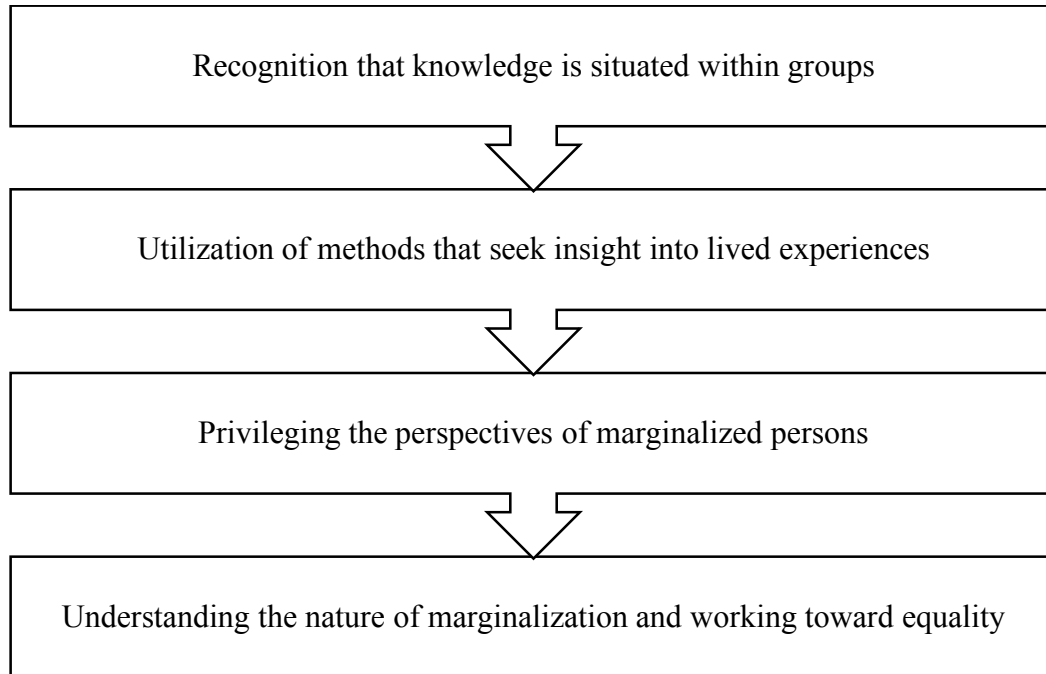 Recognition that knowledge is situated within groups
Utilization of methods that seek insight into lived experiences
Privileging the perspectives of marginalized persons
Understanding the nature of marginalization and working toward equality